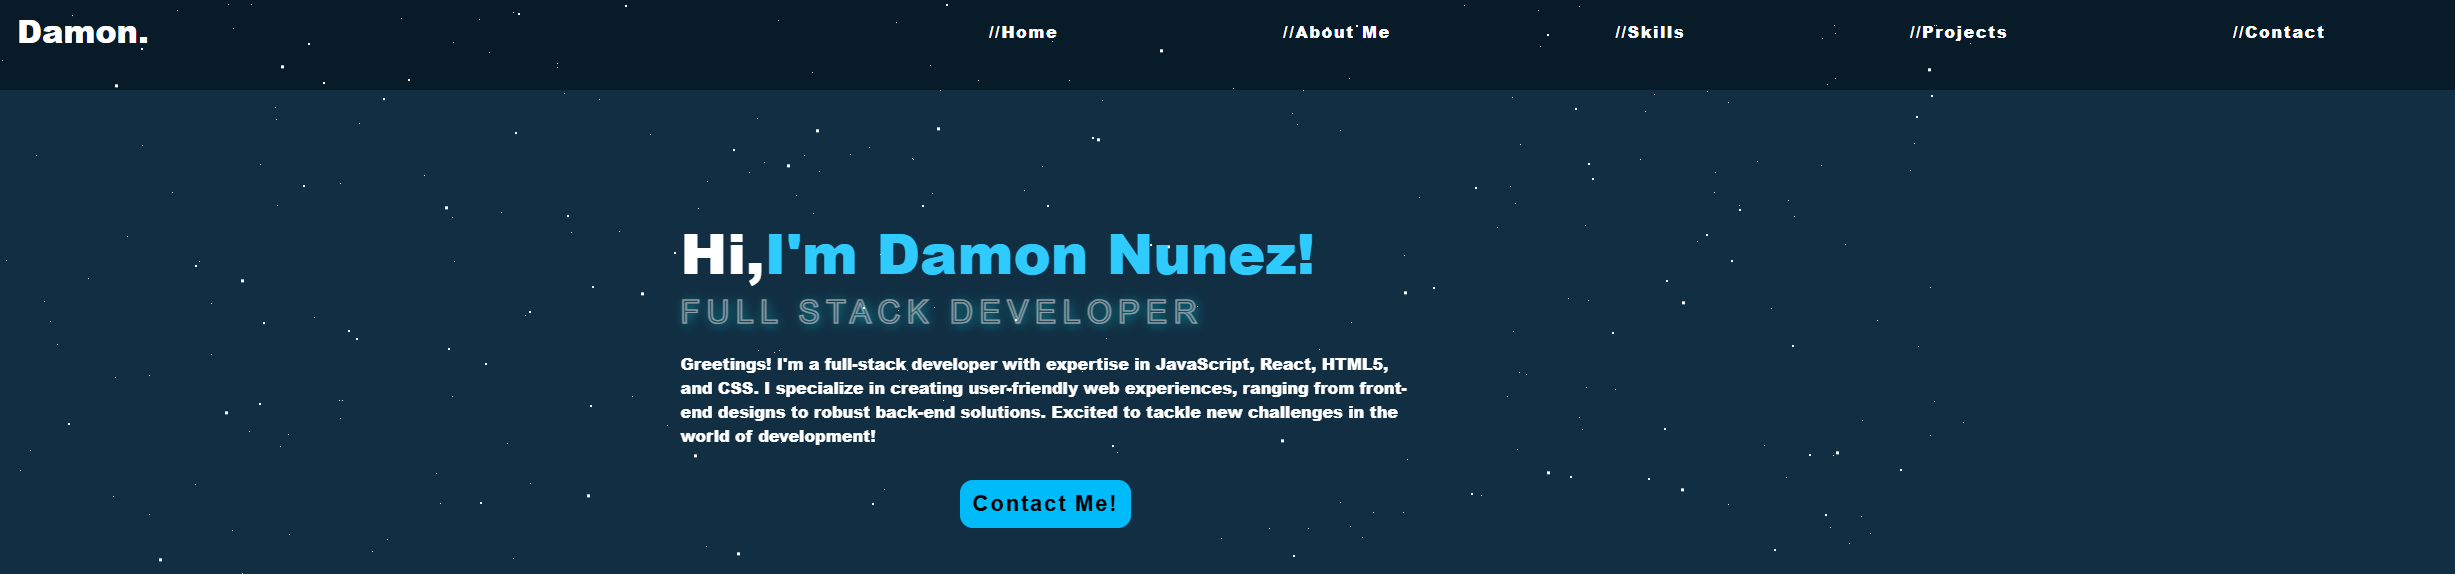 Damon.
//Home
//About Me
//Skills
//Projects
//Contact
Hi,I'm Damon Nunez!
FULL STACK DEVELOPER
Greetings! I'm a full-stack developer with expertise in JavaScript, React, HTML5,
and CSS. I specialize in creating user-friendly web experiences, ranging from front-
end designs to robust back-end solutions. Excited to tackle new challenges in the
world of development!
Contact Me!